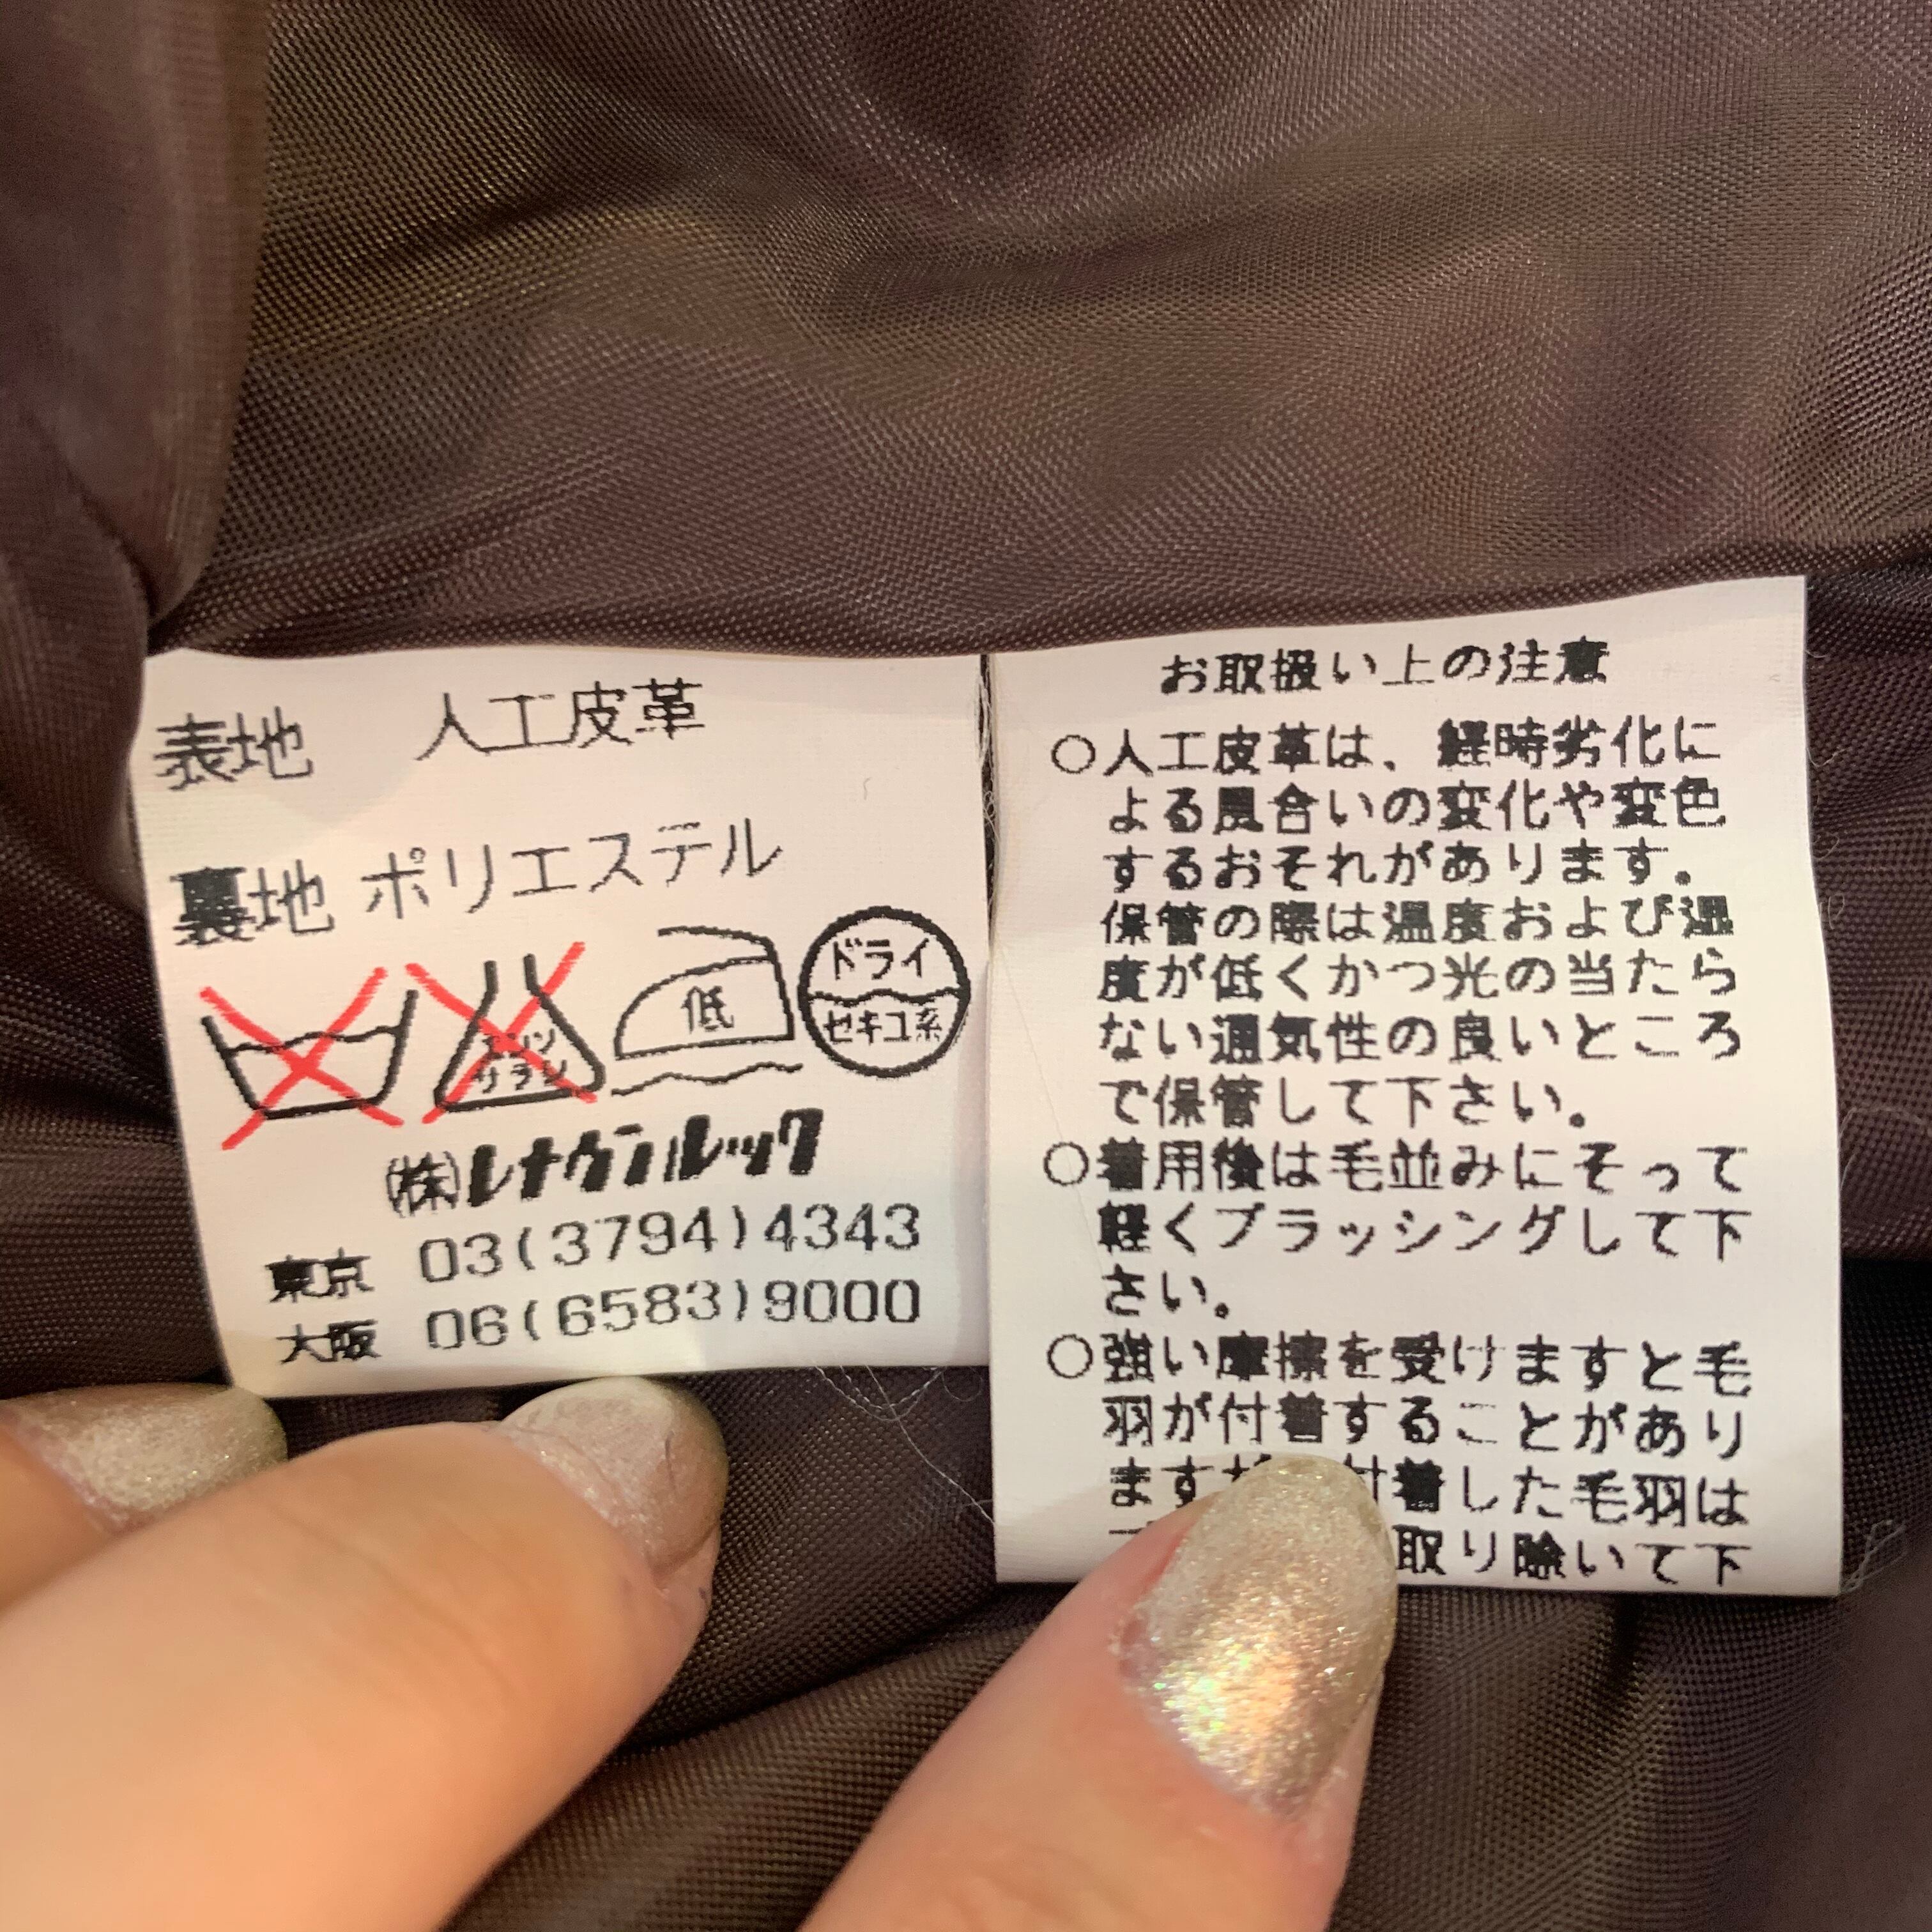 表地 人工皮革
裏地 ポリエステル
エンソ
サラシ
低
ドライ
セキユ系
㈱レナウンルック
東京 03(3794)4343
大阪 06(6583)9000
お取扱い上の注意
○人工皮革は、経時劣化に
よる風合いの変化や変色
するおそれがあります。
保管の際は温度および湿
度が低くかつ光の当たら
ない通気性の良いところ
で保管して下さい。
○着用後は毛並みにそって
軽くブラッシングして下
さい。
○強い摩擦を受けますと毛
羽が付着することがあり
ますが 付着した毛羽は
取り除いて下